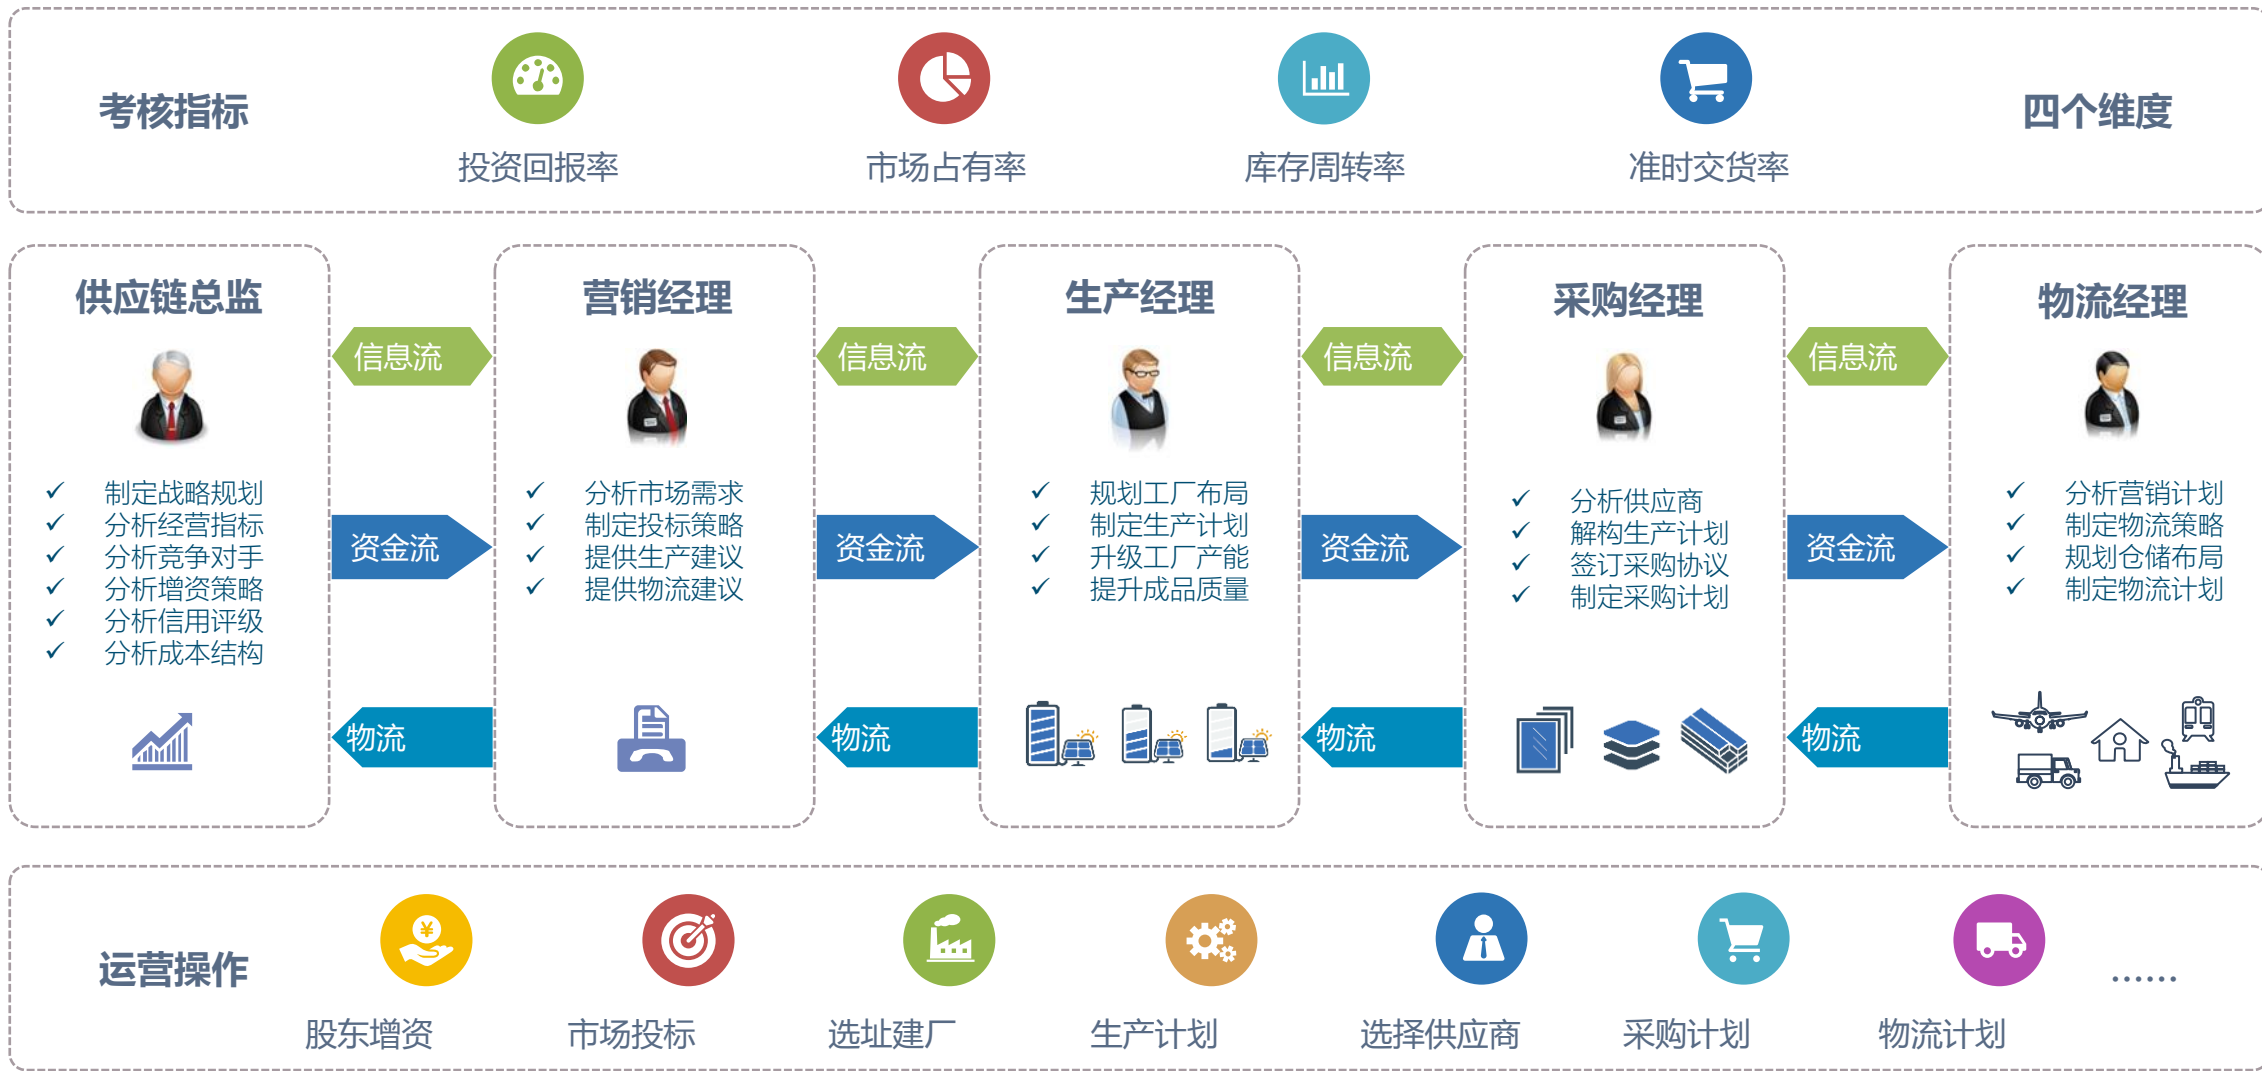 考核指标
投资回报率
市场占有率
库存周转率
准时交货率
四个维度
供应链总监
制定战略规划
分析经营指标
分析竞争对手
分析增资策略
分析信用评级
分析成本结构
信息流
资金流
物流
营销经理
分析市场需求
制定投标策略
提供生产建议
提供物流建议
信息流
资金流
物流
生产经理
规划工厂布局
制定生产计划
升级工厂产能
提升成品质量
信息流
资金流
物流
采购经理
分析供应商
解构生产计划
签订采购协议
制定采购计划
信息流
资金流
物流
物流经理
分析营销计划
制定物流策略
规划仓储布局
制定物流计划
运营操作
¥
股东增资
市场投标
选址建厂
生产计划
选择供应商
采购计划
物流计划
……